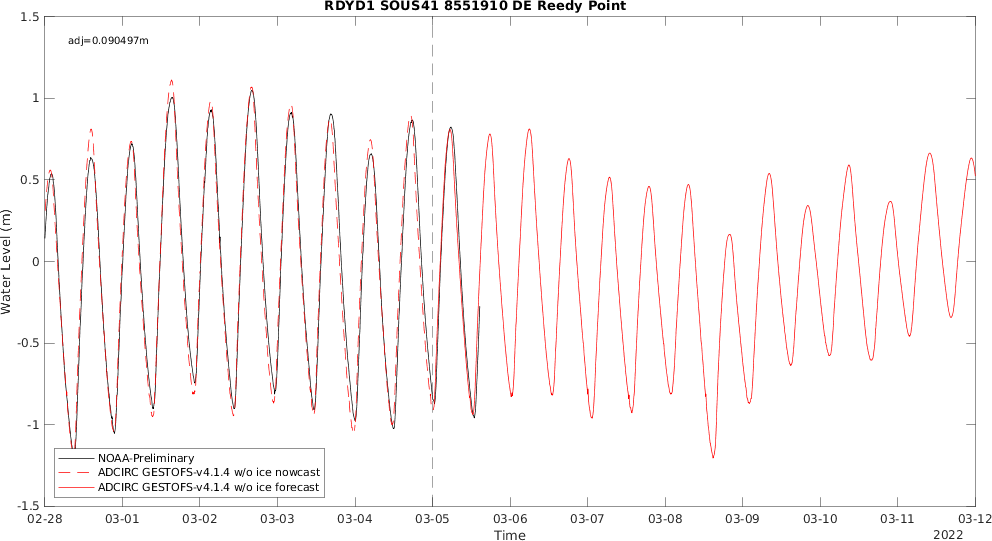 RDYD1 SOUS41 8551910 DE Reedy Point
adj=0.090497m
Water Level (m)
1.5
1
0.5
0
-0.5
-1
-1.5
NOAA-Preliminary
ADCIRC GESTOFS-v4.1.4 w/o ice nowcast
ADCIRC GESTOFS-v4.1.4 w/o ice forecast
02-28 03-01 03-02 03-03 03-04 03-05 03-06 03-07 03-08 03-09 03-10 03-11 03-12
Time
2022